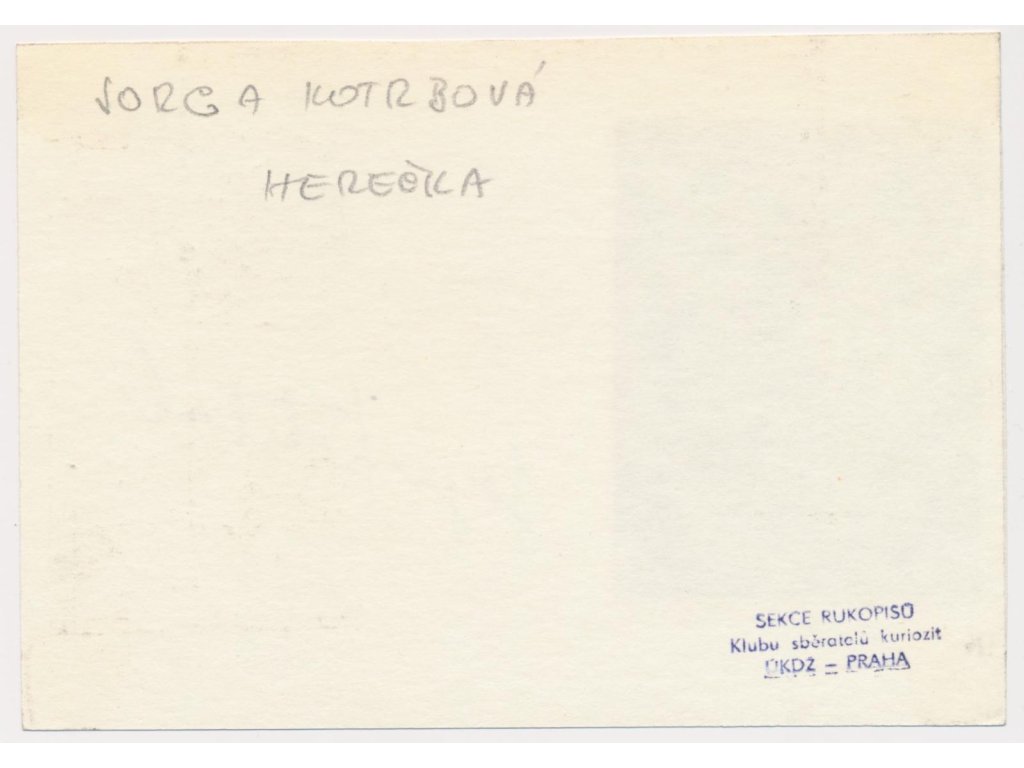 JORGA KOTRBOVÁ
HEREČKA
SEKCE RUKOPISŮ
Klubu sběratelů kuriozit
ÚKDŽ – PRAHA